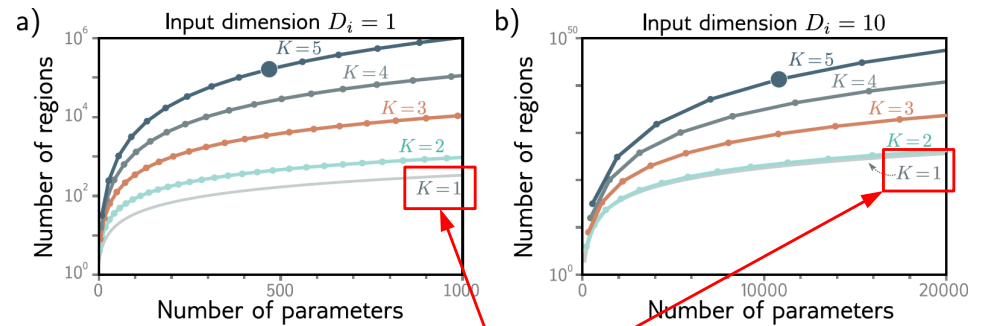 a)
Input dimension D_i = 1
Number of regions
10^6
10^4
10^2
10^0
K=5
K=4
K=3
K=2
K=1
0
500
1000
Number of parameters
b)
Input dimension D_i = 10
Number of regions
10^50
10^0
K=5
K=4
K=3
K=2
K=1
0
10000
20000
Number of parameters